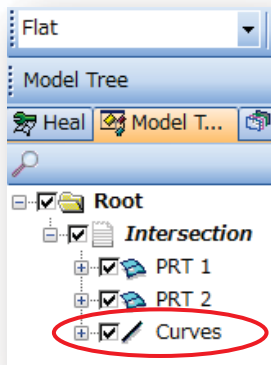 Flat
Model Tree
Heal Model T...
Root
Intersection
PRT 1
PRT 2
Curves